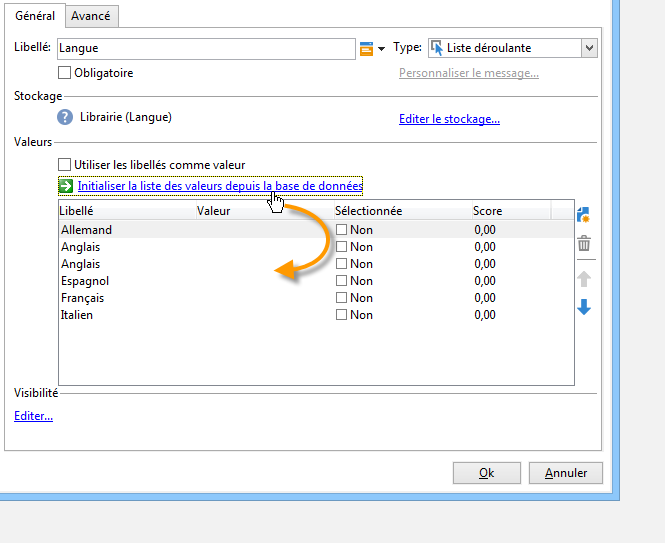 Général Avancé
Libellé: Langue Type: Liste déroulante
Obligatoire Personnaliser le message...
Stockage
? Librairie (Langue) Editer le stockage...
Valeurs
Utiliser les libellés comme valeur
Initialiser la liste des valeurs depuis la base de données
Libellé Valeur Sélectionnée Score
Allemand Non 0,00
Anglais Non 0,00
Anglais Non 0,00
Espagnol Non 0,00
Français Non 0,00
Italien Non 0,00
Visibilité
Editer...
Ok Annuler